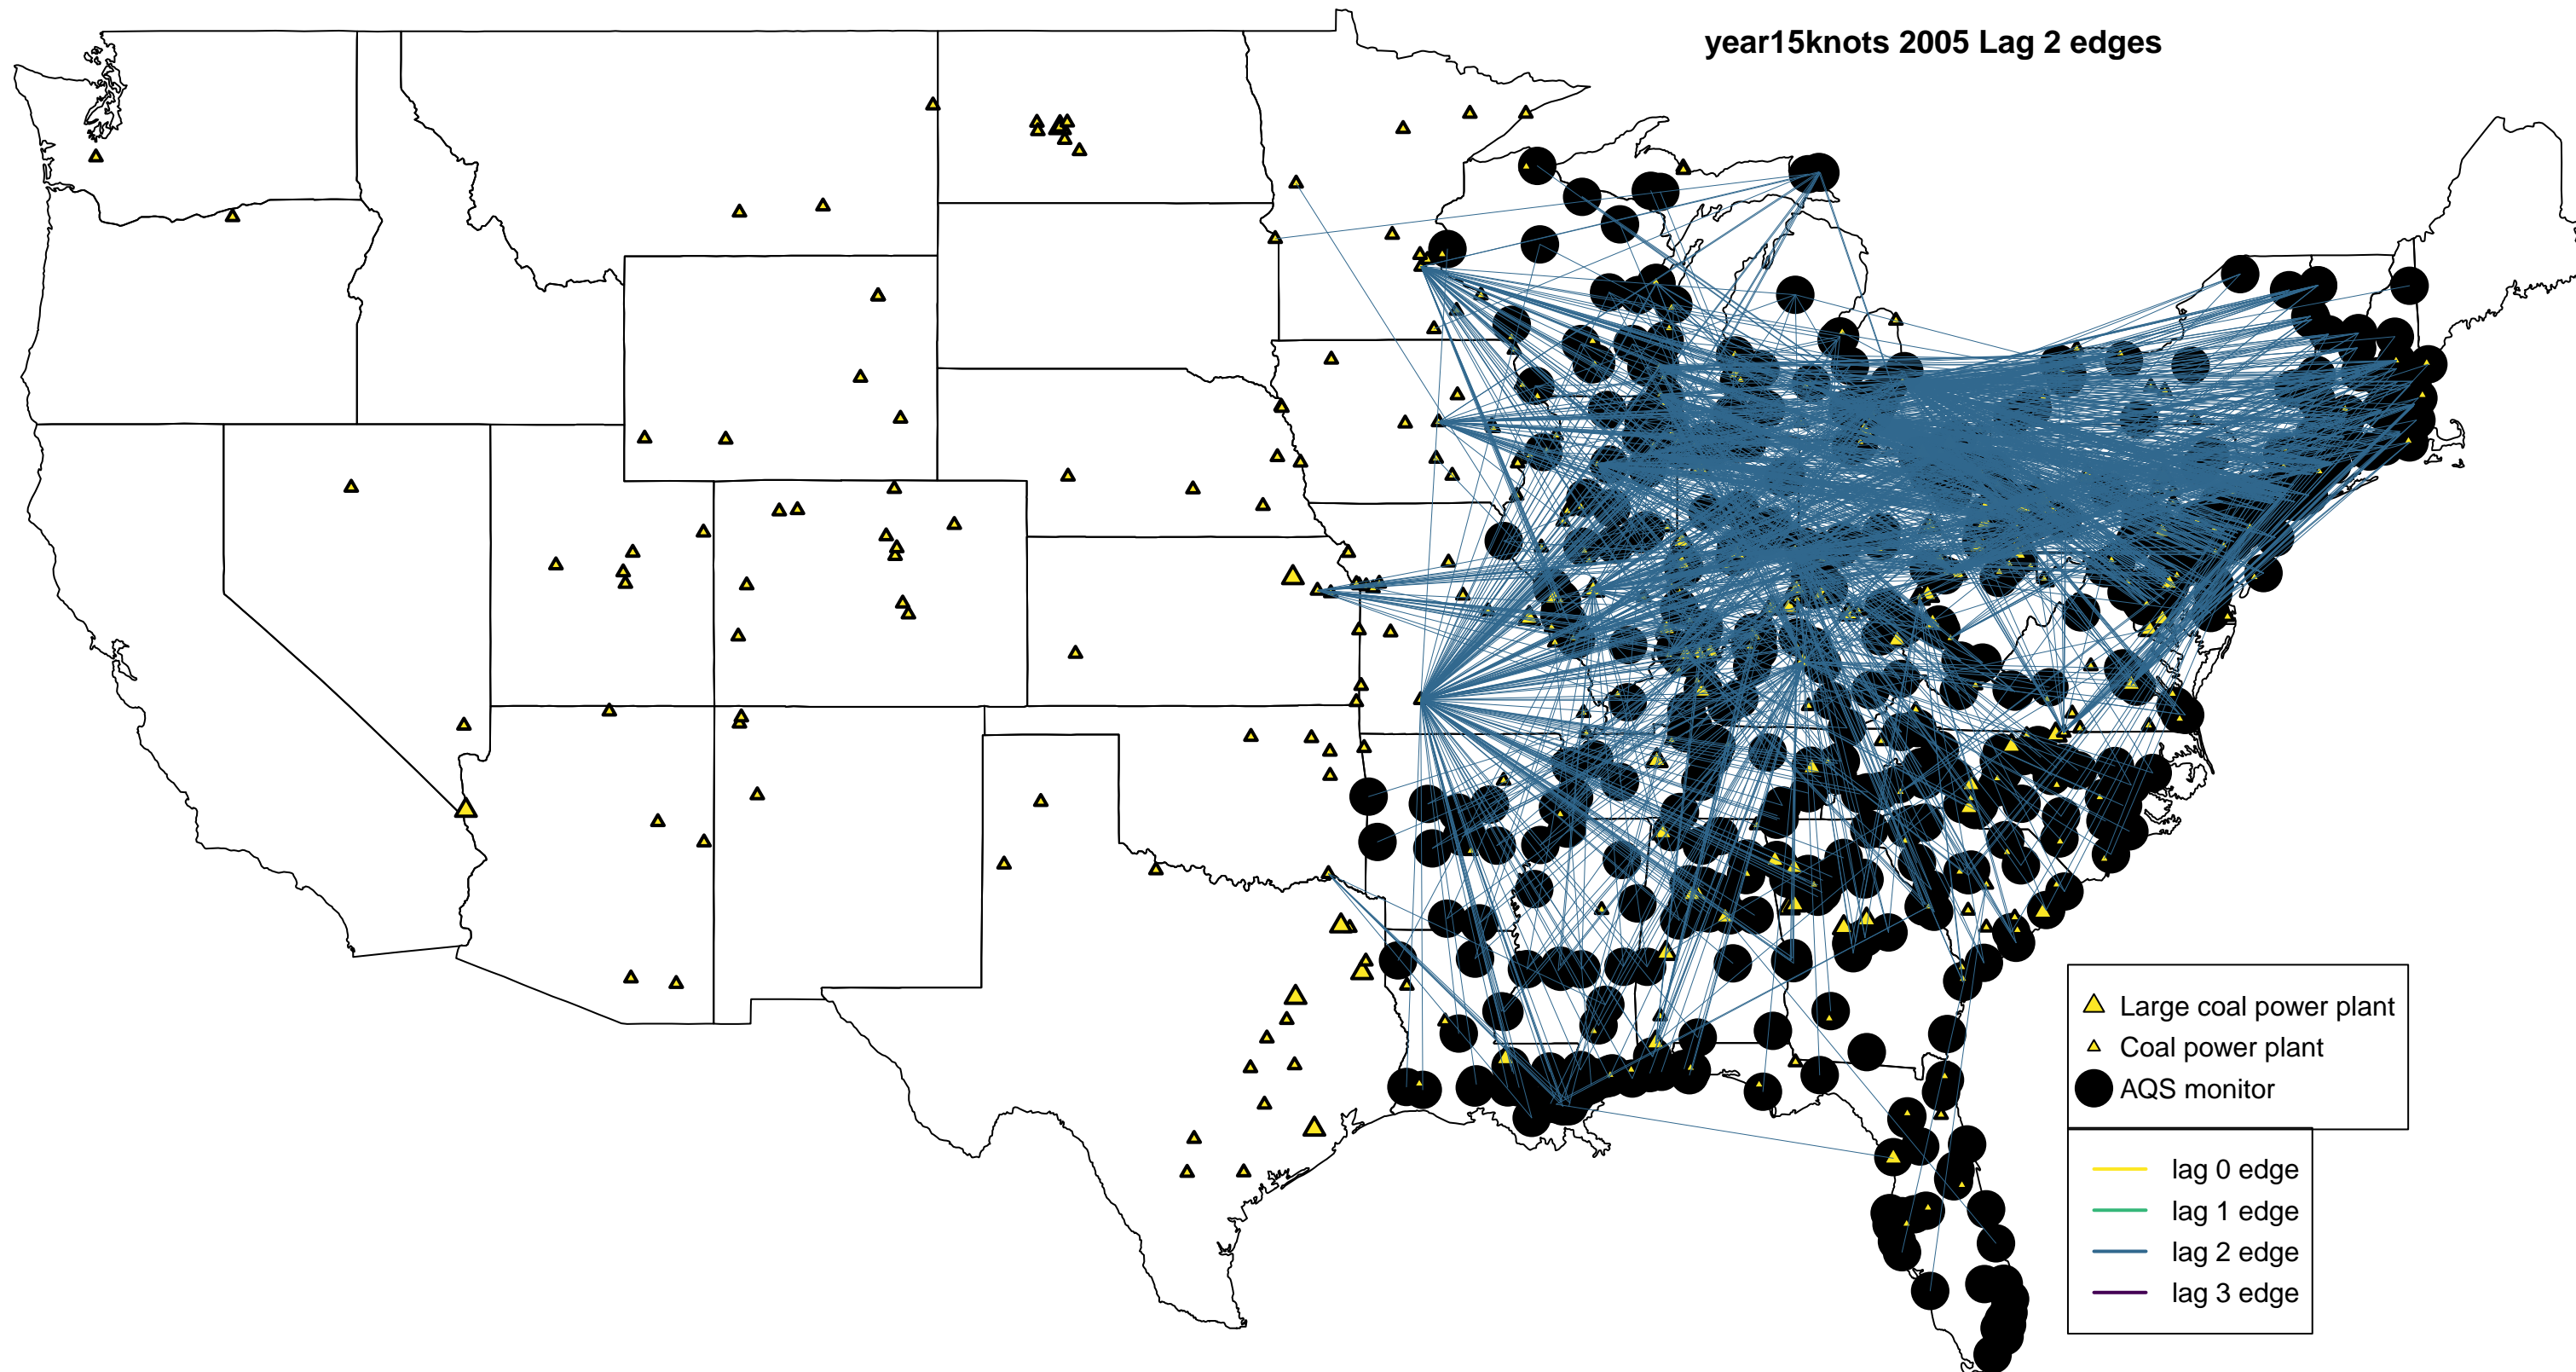 year15knots 2005 Lag 2 edges
Large coal power plant
Coal power plant
AQS monitor
lag 0 edge
lag 1 edge
lag 2 edge
lag 3 edge